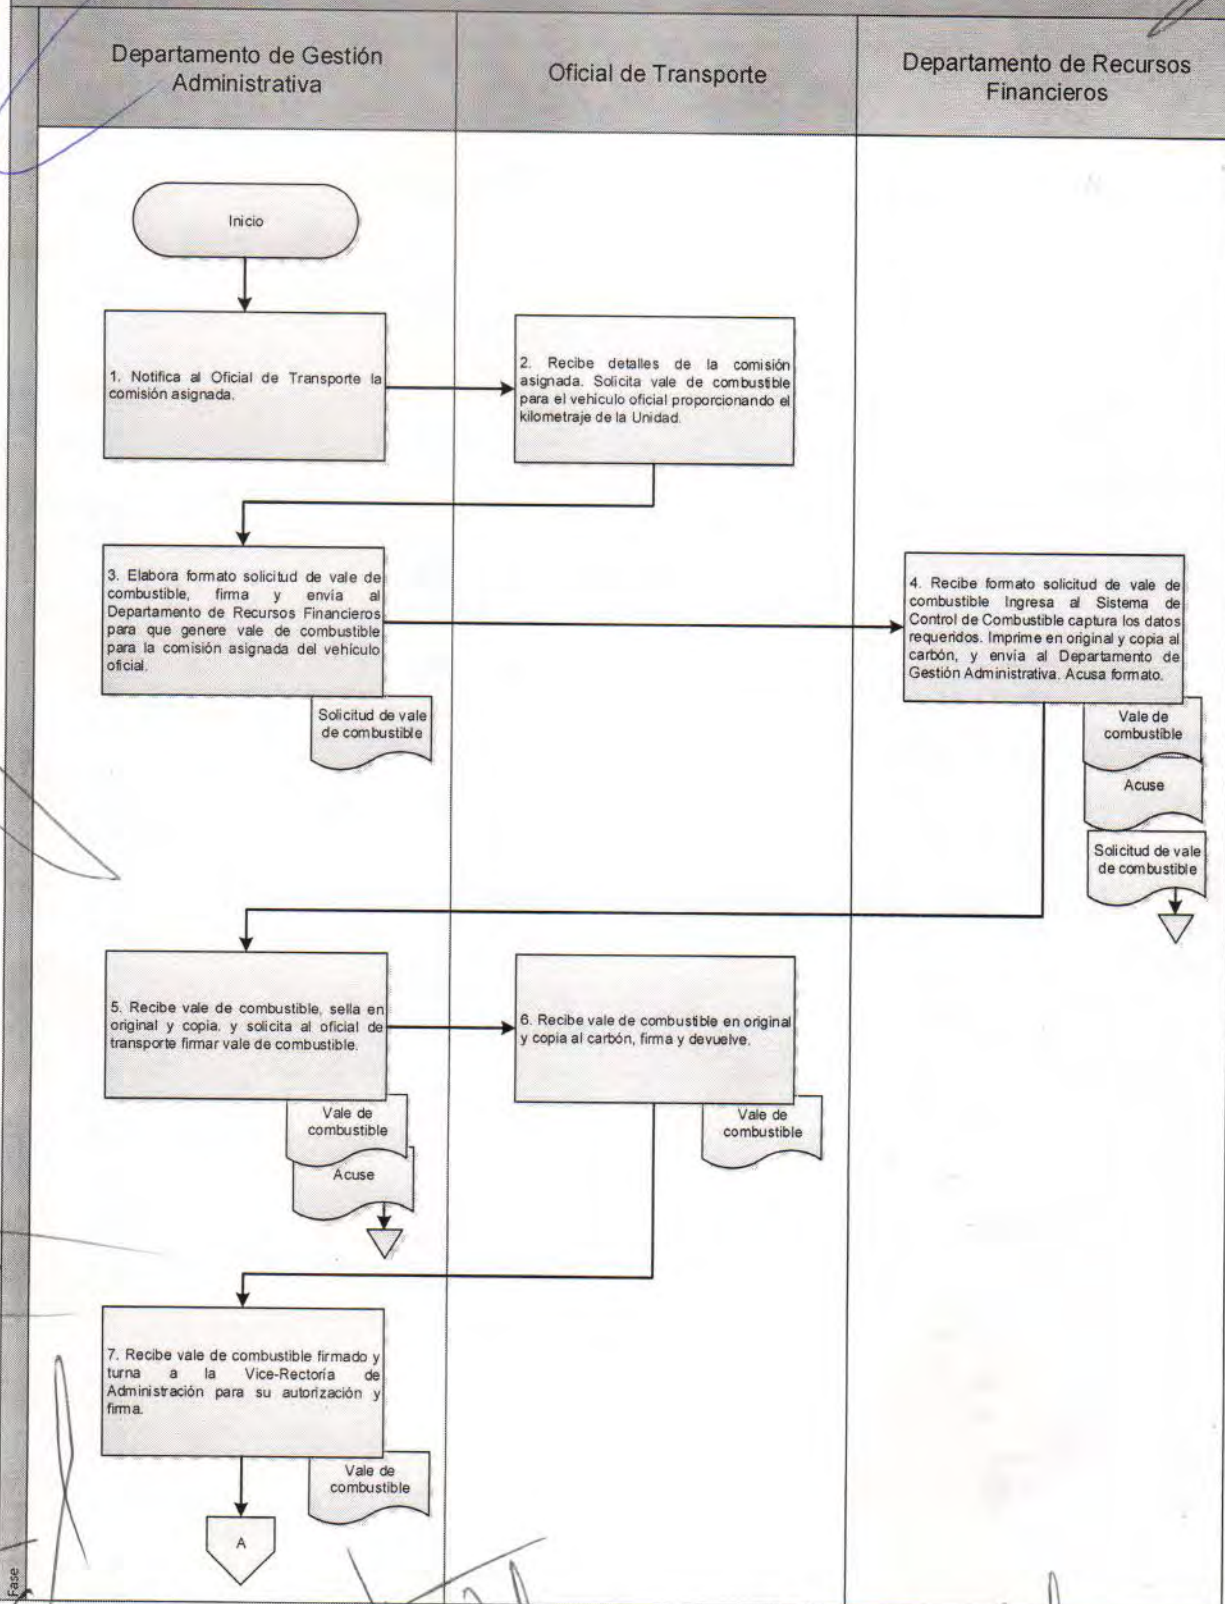 Departamento de Gestión
Administrativa
Oficial de Transporte
Departamento de Recursos
Financieros
Inicio
1. Notifica al Oficial de Transporte la
comisión asignada.
2. Recibe detalles de la comisión
asignada. Solicita vale de combustible
para el vehiculo oficial proporcionando el
kilometraje de la Unidad.
3. Elabora formato solicitud de vale de
combustible, firma y envía al
Departamento de Recursos Financieros
para que genere vale de combustible
para la comisión asignada del vehículo
oficial.
Solicitud de vale
de combustible
4. Recibe formato solicitud de vale de
combustible Ingresa al Sistema de
Control de Combustible captura los datos
requeridos. Imprime en original y copia al
carbón, y envía al Departamento de
Gestión Administrativa. Acusa formato.
Vale de
combustible
Acuse
Solicitud de vale
de combustible
5. Recibe vale de combustible, sella en
original y copia, y solicita al oficial de
transporte firmar vale de combustible.
Vale de
combustible
Acuse
6. Recibe vale de combustible en original
y copia al carbón, firma y devuelve.
Vale de
combustible
7. Recibe vale de combustible firmado y
turna a la Vice-Rectoría de
Administración para su autorización y
firma.
Vale de
combustible
A
Fase